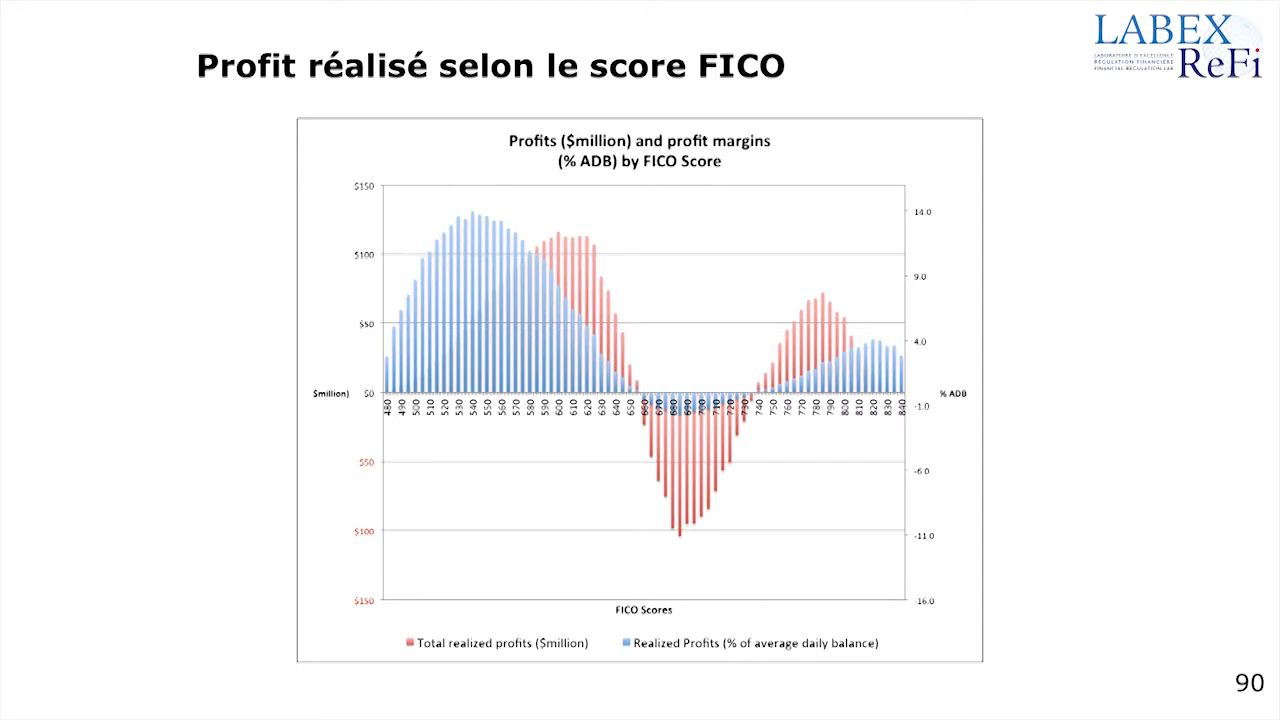 Profit réalisé selon le score FICO
LABEX
LABORATOIRE D'EXCELLENCE
RÉGULATION FINANCIÈRE
FINANCIAL REGULATION LAB
ReFi
Profits ($million) and profit margins
(% ADB) by FICO Score
$150
$100
$50
$0
$50
$100
$150
$million)
14.0
9.0
4.0
-1.0
-6.0
-11.0
-16.0
% ADB
480 490 500 510 520 530 540 550 560 570 580 590 600 610 620 630 640 650 660 670 680 690 700 710 720 730 740 750 760 770 780 790 800 810 820 830 840
FICO Scores
Total realized profits ($million) Realized Profits (% of average daily balance)
90